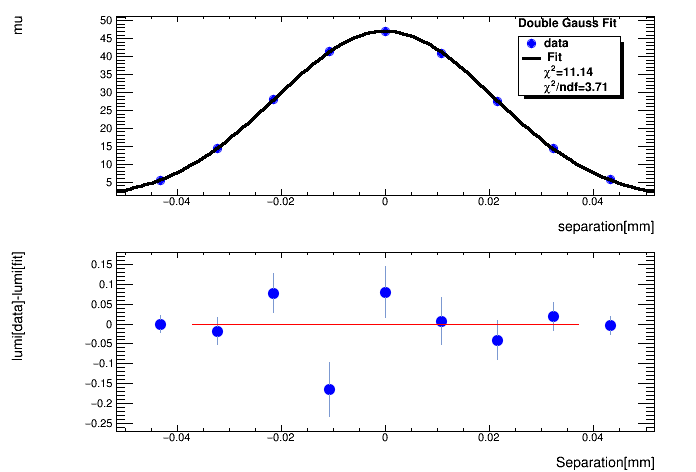 mu
Double Gauss Fit
data
Fit
χ²=11.14
χ²/ndf=3.71
50
45
40
35
30
25
20
15
10
5
−0.04 −0.02 0 0.02 0.04
separation[mm]
lumi[data]-lumi[fit]
0.15
0.1
0.05
0
−0.05
−0.1
−0.15
−0.2
−0.25
−0.04 −0.02 0 0.02 0.04
Separation[mm]